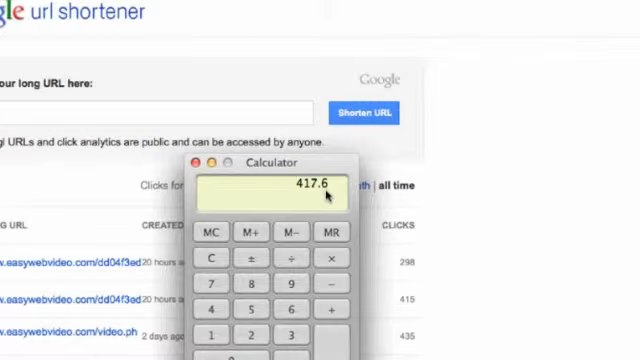 gle url shortener
our long URL here:
Google
Shorten URL
gl URLs and click analytics are public and can be accessed by anyone.
Calculator
Clicks for
| all time
417.6
NG URL
CREATED
CLICKS
MC M+ M- MR
C ± ÷ ×
7 8 9 −
4 5 6 +
1 2 3
w.easywebvideo.com/dd04f3ed 20 hours a
298
w.easywebvideo.com/dd04f3ed 20 hours a
415
w.easywebvideo.com/video.ph 2 days ago
435